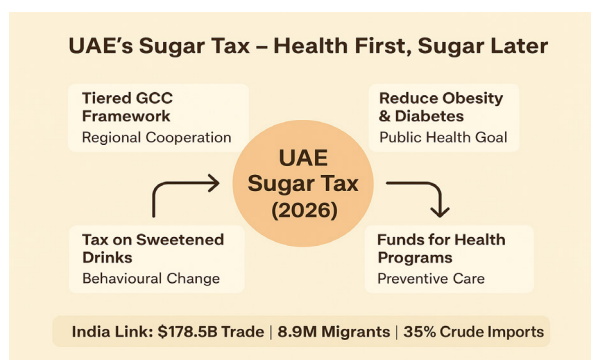 UAE's Sugar Tax – Health First, Sugar Later
Tiered GCC
Framework
Regional Cooperation
Reduce Obesity
& Diabetes
Public Health Goal
UAE
Sugar Tax
(2026)
Tax on Sweetened
Drinks
Behavioural Change
Funds for Health
Programs
Preventive Care
India Link: $178.5B Trade | 8.9M Migrants | 35% Crude Imports